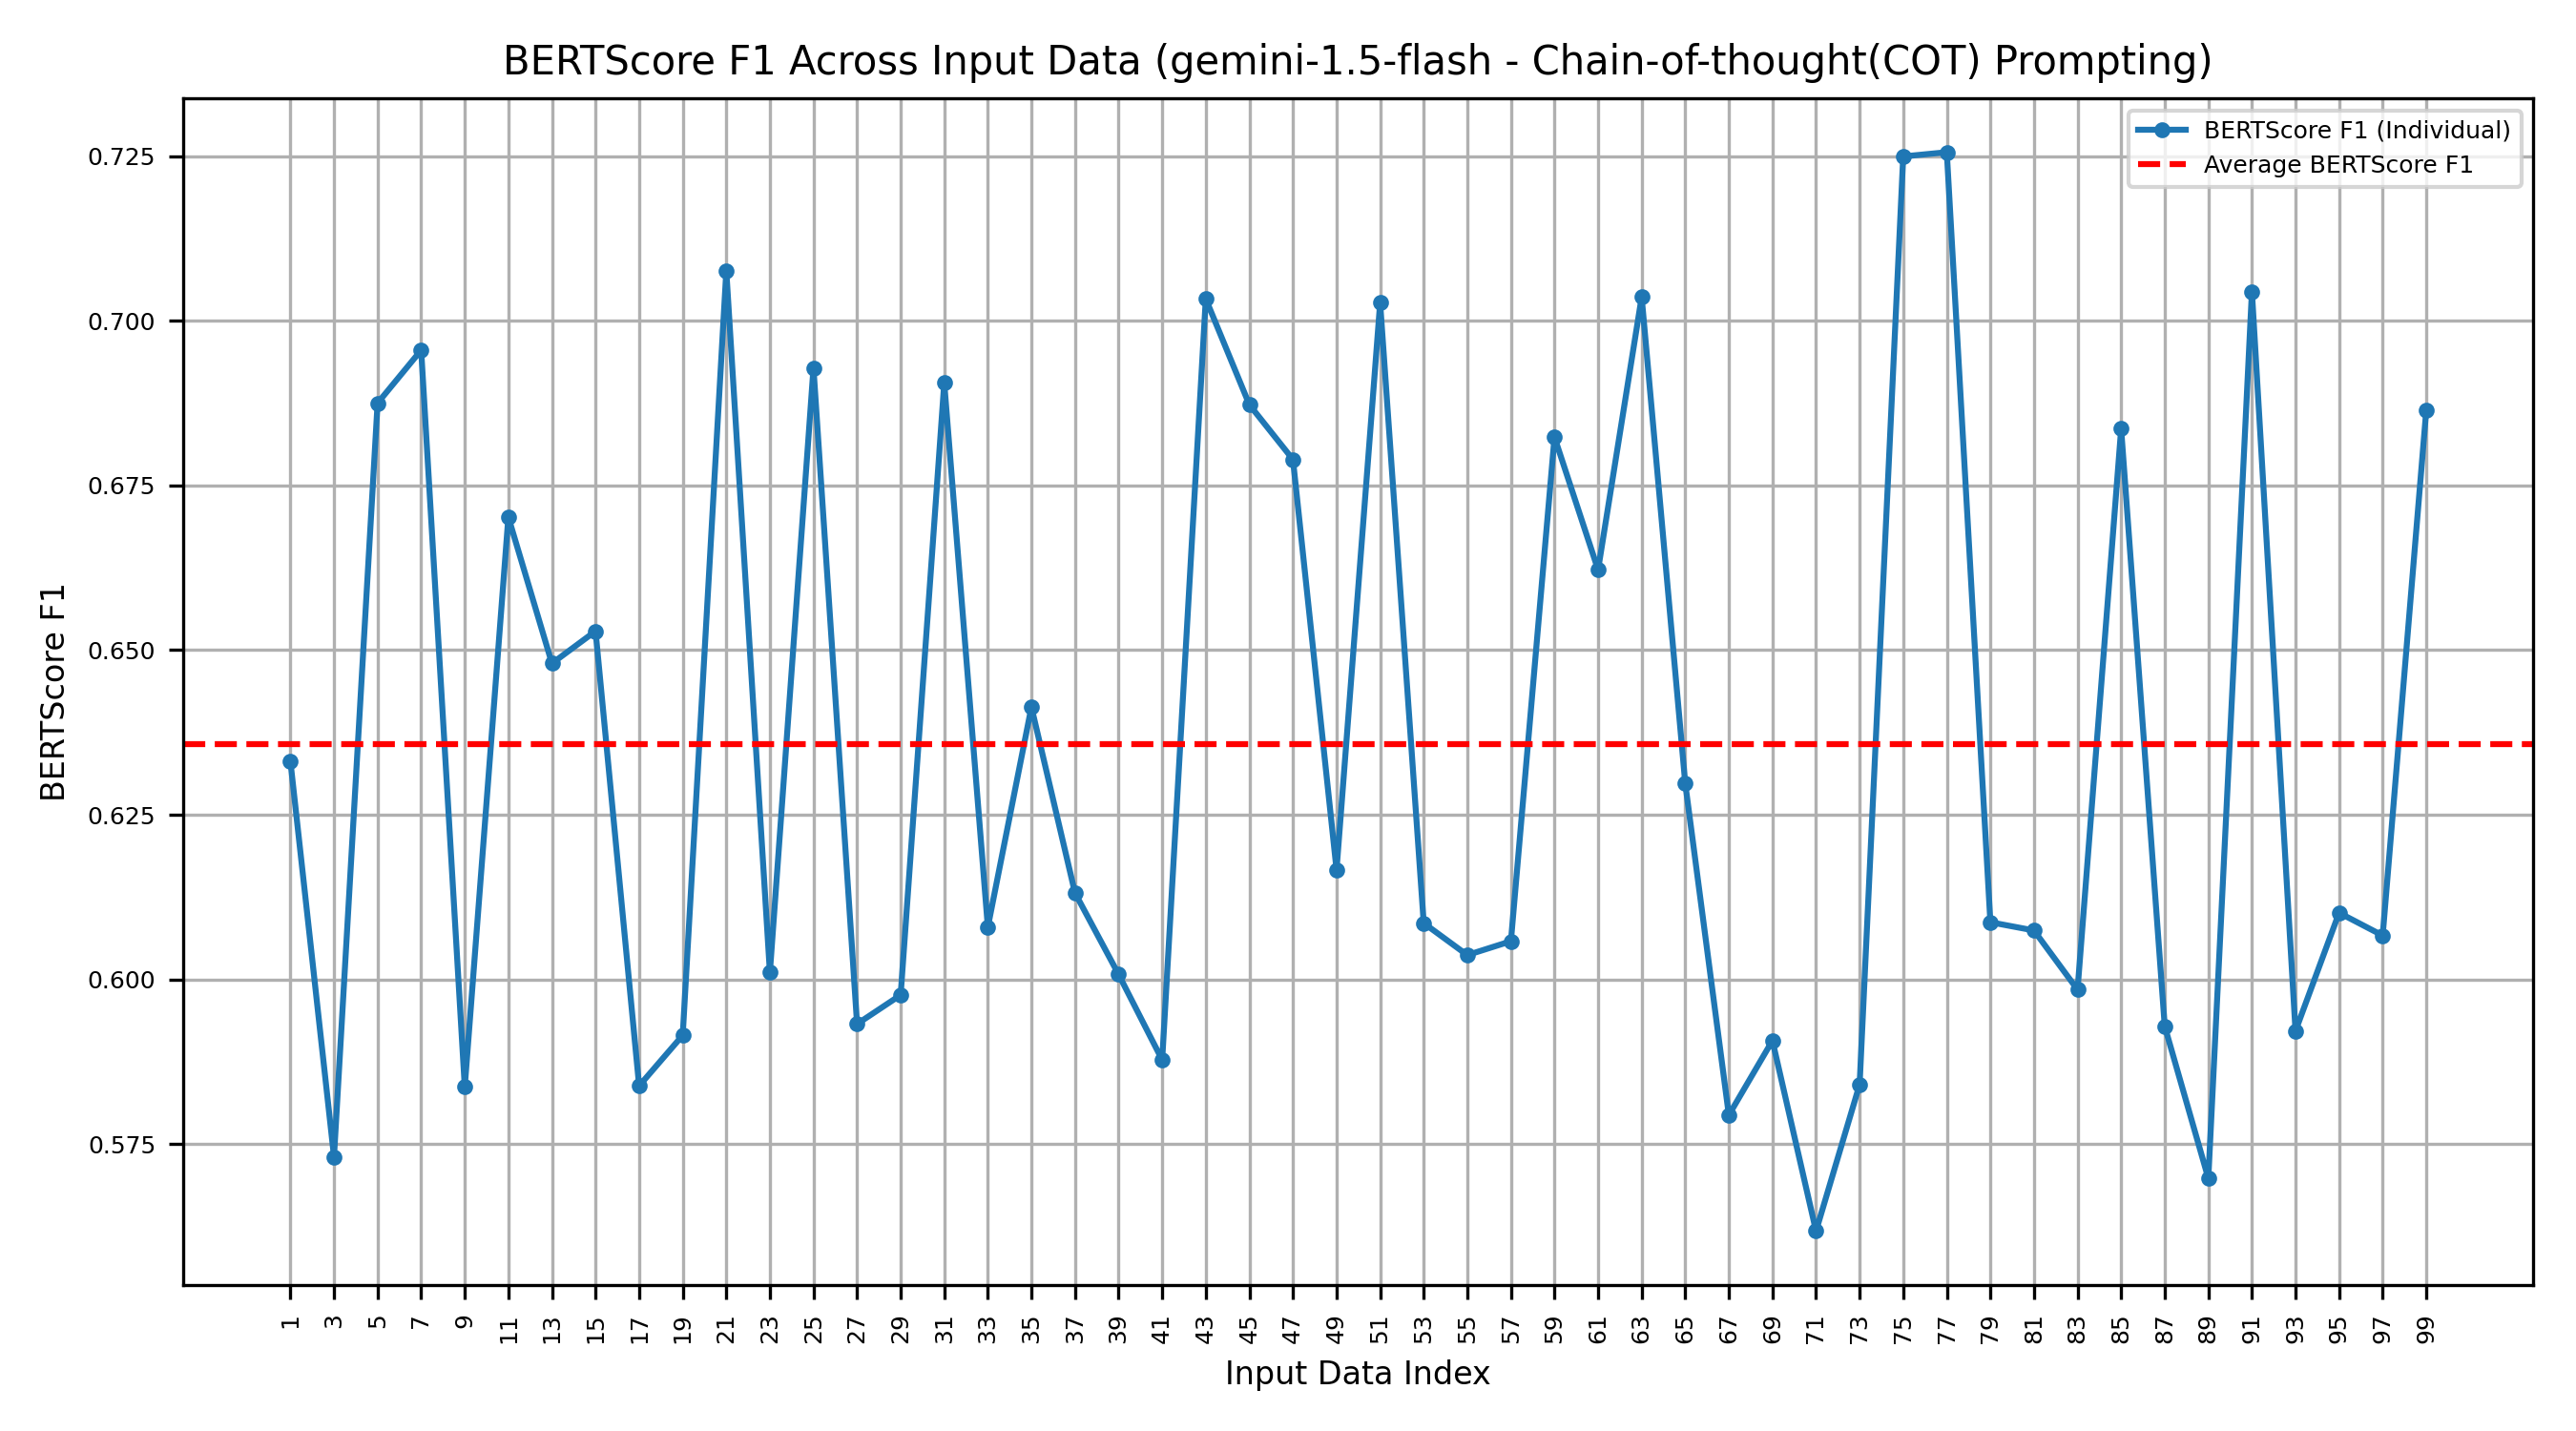 BERTScore F1 Across Input Data (gemini-1.5-flash - Chain-of-thought(COT) Prompting)
BERTScore F1 (Individual)
Average BERTScore F1
BERTScore F1
0.725
0.700
0.675
0.650
0.625
0.600
0.575
1 3 5 7 9 11 13 15 17 19 21 23 25 27 29 31 33 35 37 39 41 43 45 47 49 51 53 55 57 59 61 63 65 67 69 71 73 75 77 79 81 83 85 87 89 91 93 95 97 99
Input Data Index